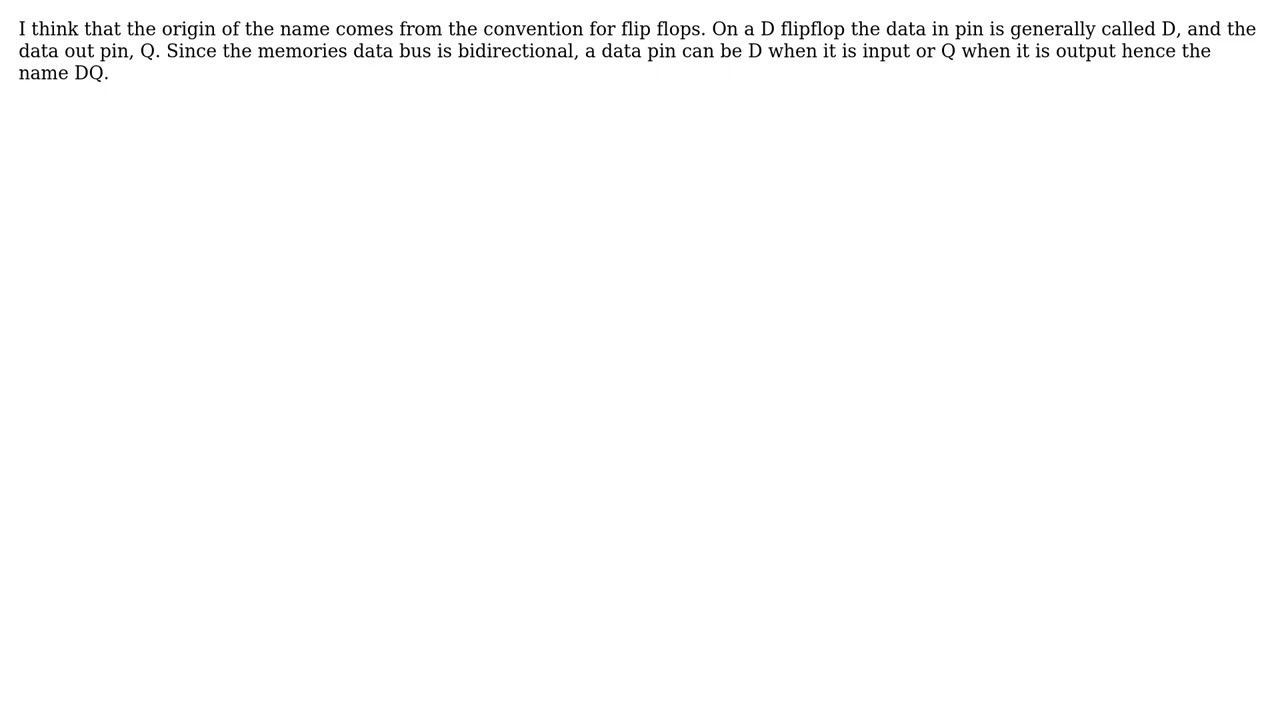 I think that the origin of the name comes from the convention for flip flops. On a D flipflop the data in pin is generally called D, and the
data out pin, Q. Since the memories data bus is bidirectional, a data pin can be D when it is input or Q when it is output hence the
name DQ.